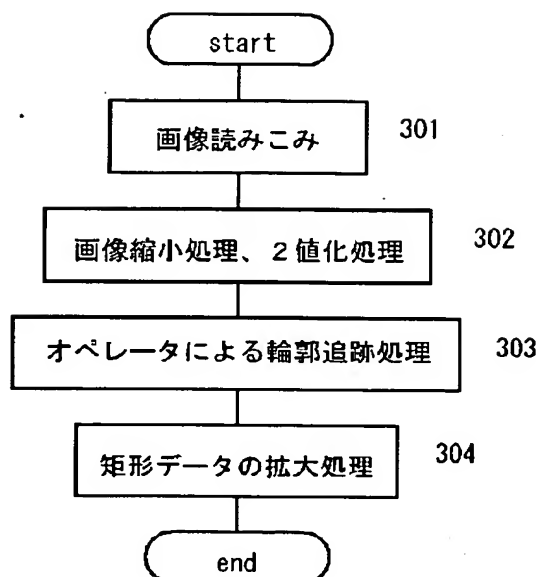 start
画像読みこみ
301
画像縮小処理、2値化処理
302
オペレータによる輪郭追跡処理
303
矩形データの拡大処理
304
end